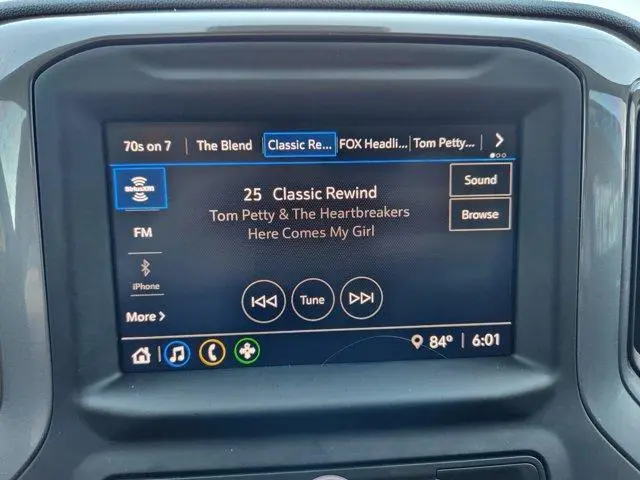 70s on 7 The Blend Classic Re... FOX Headli... Tom Petty...
SiriusXM
25 Classic Rewind
Tom Petty & The Heartbreakers
Here Comes My Girl
Sound
Browse
FM
iPhone
Tune
More
84° 6:01